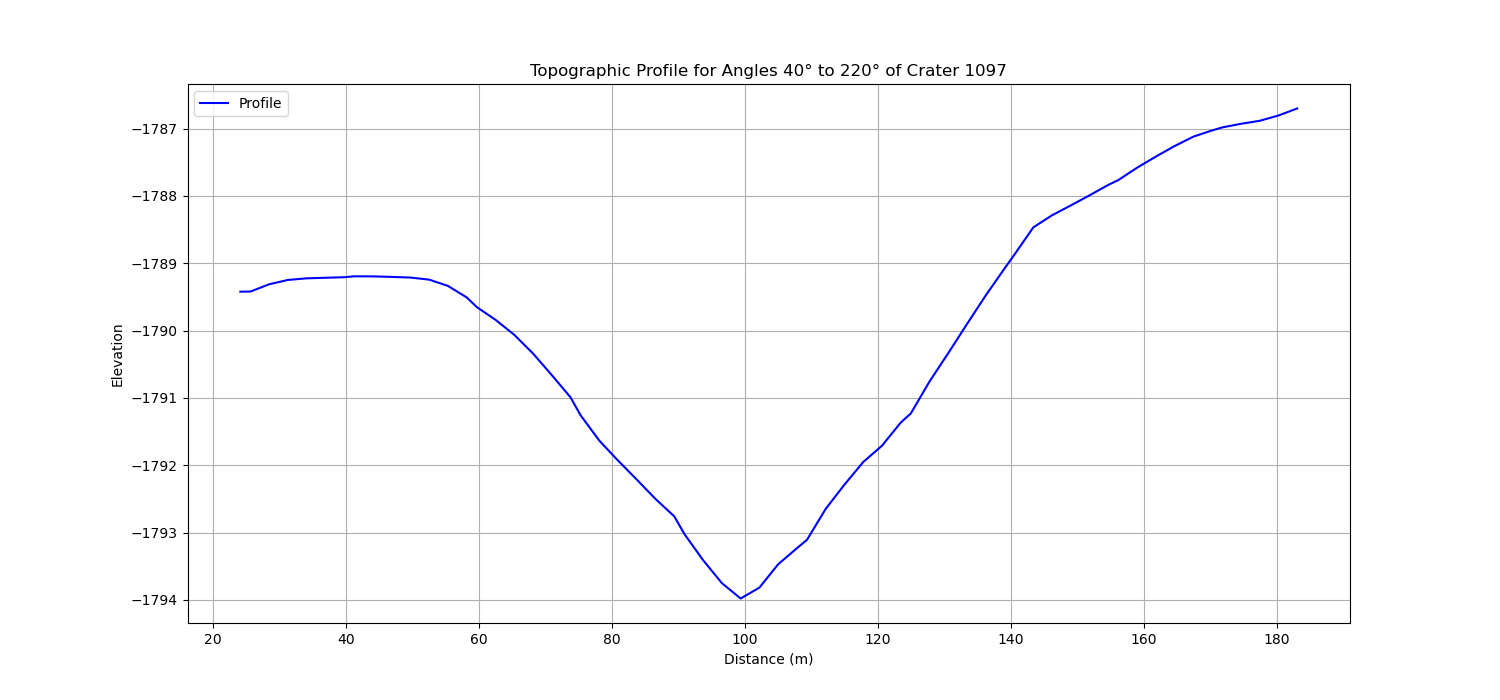 Topographic Profile for Angles 40° to 220° of Crater 1097
Profile
−1787
−1788
−1789
−1790
−1791
−1792
−1793
−1794
Elevation
20 40 60 80 100 120 140 160 180
Distance (m)